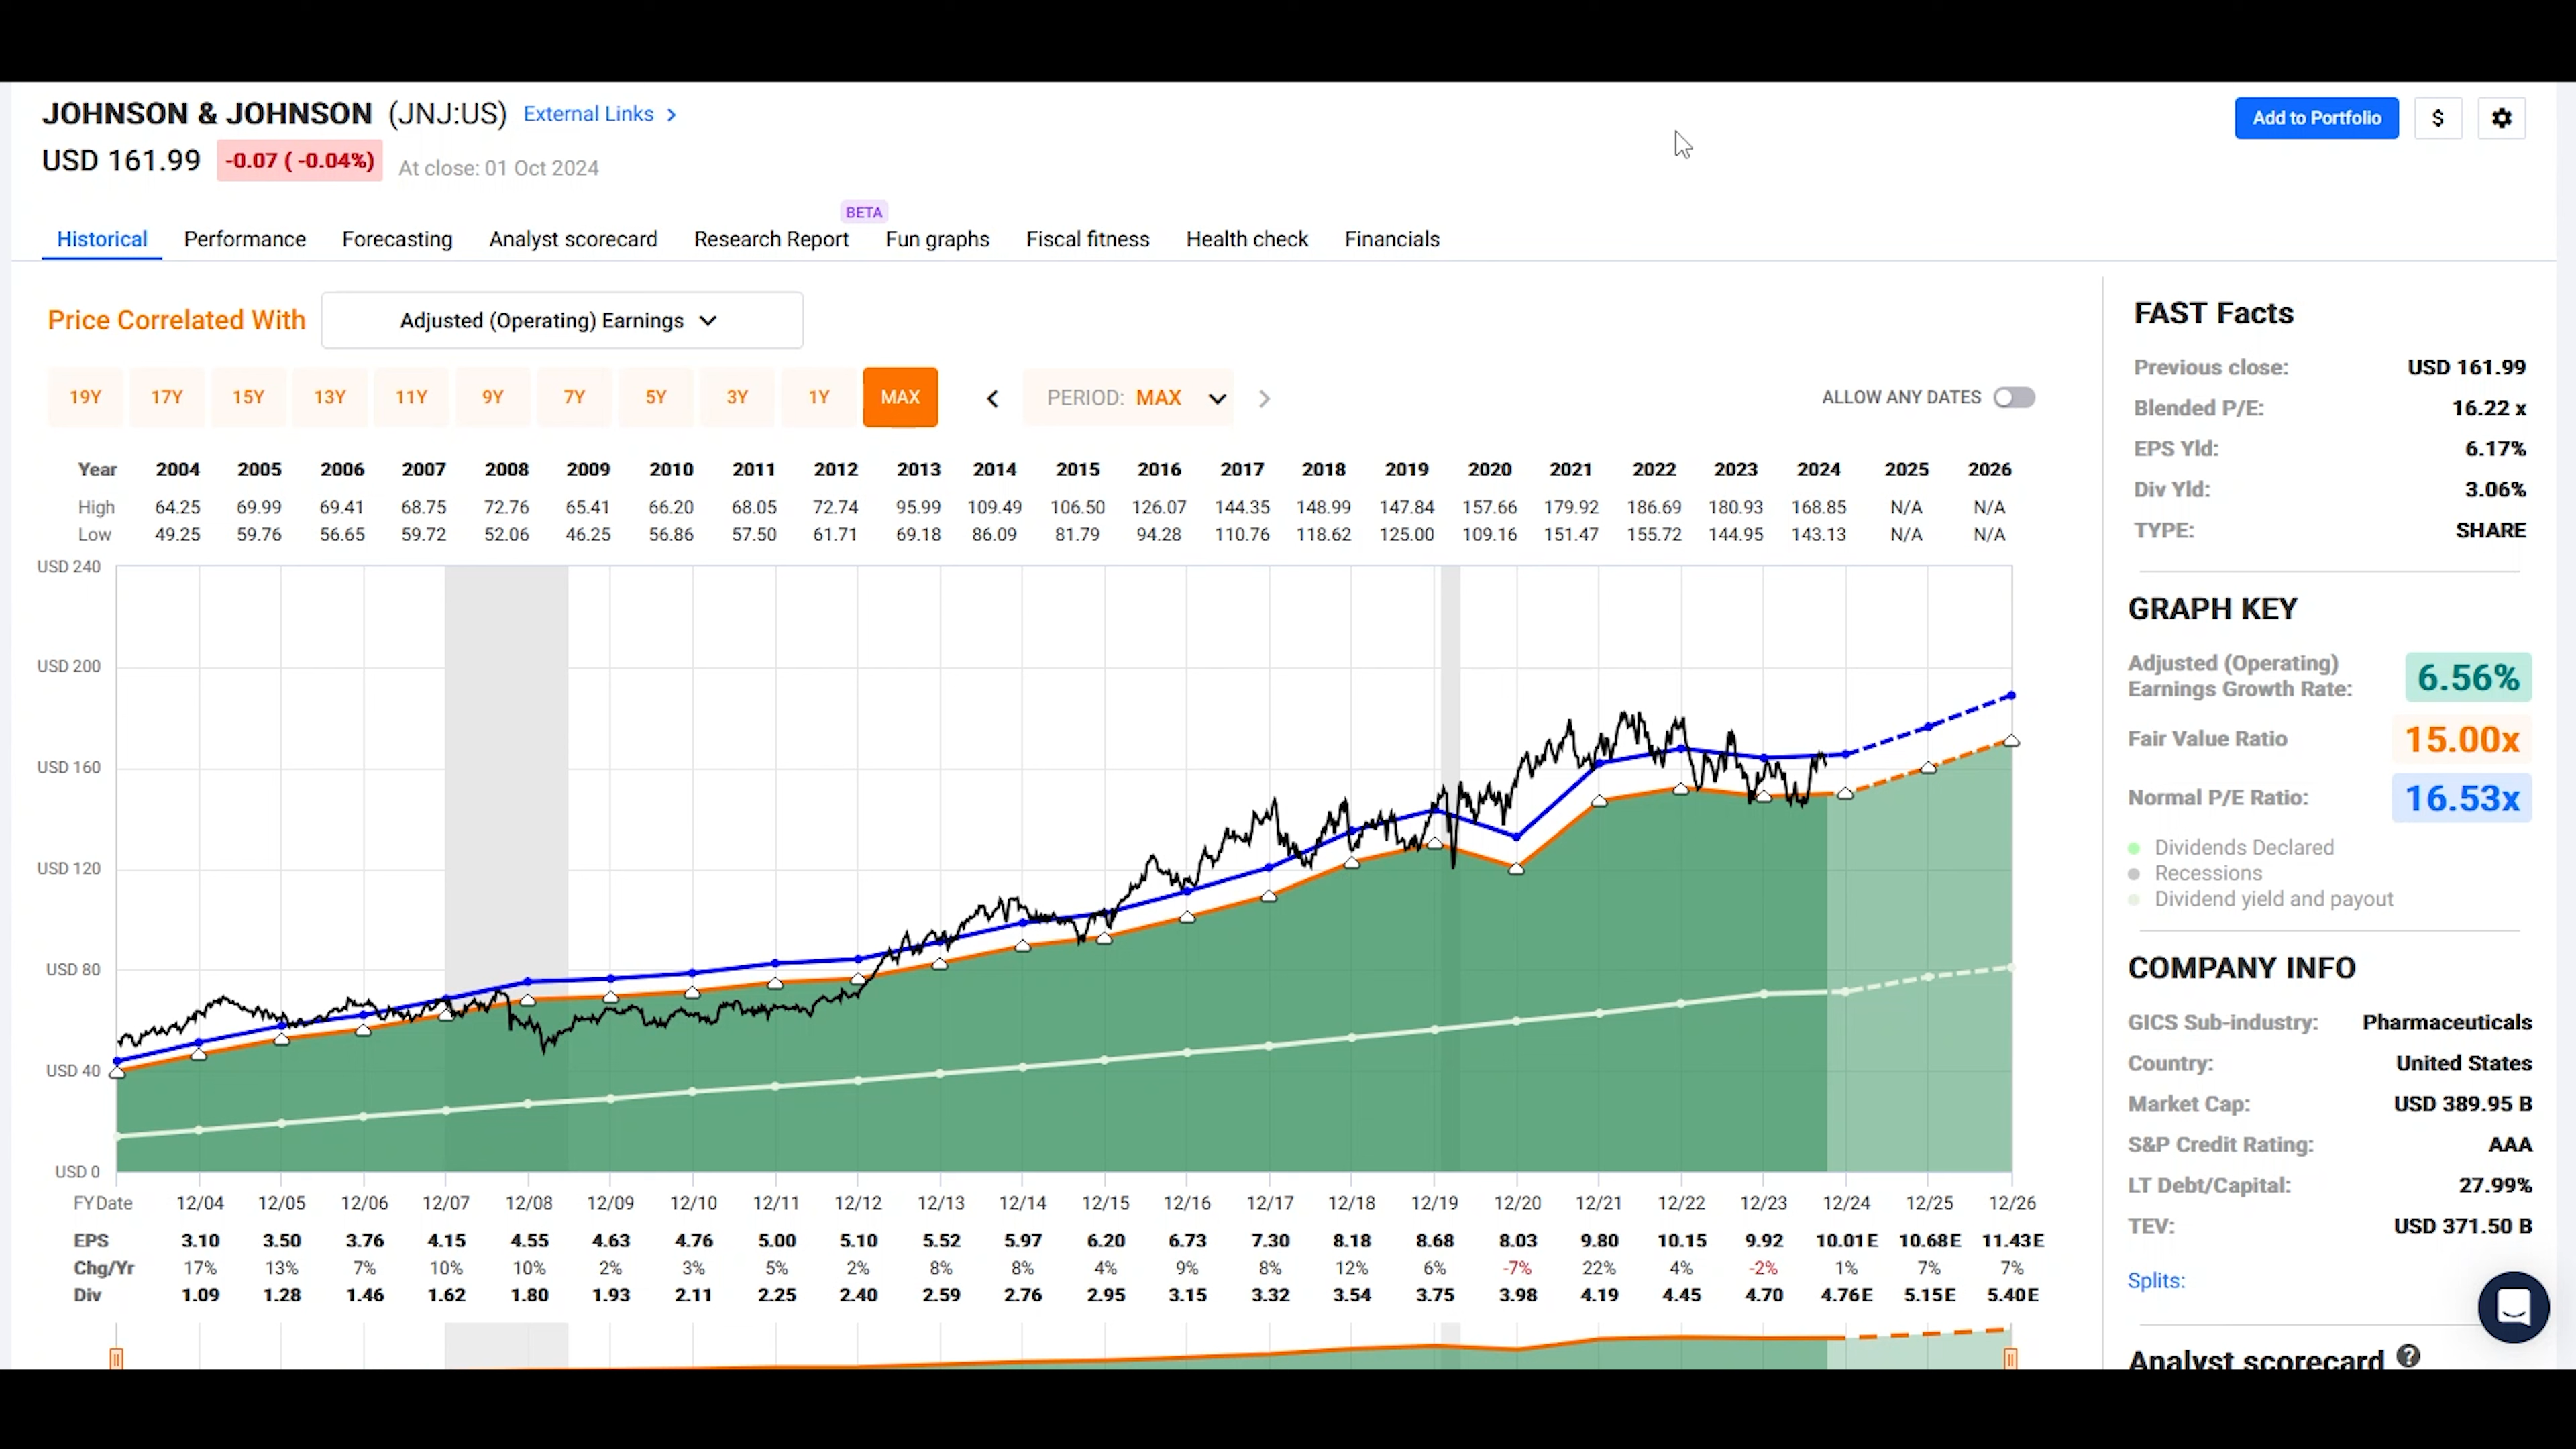 JOHNSON & JOHNSON (JNJ:US) External Links >
Add to Portfolio $
USD 161.99 -0.07 ( -0.04%) At close: 01 Oct 2024
BETA
Historical Performance Forecasting Analyst scorecard Research Report Fun graphs Fiscal fitness Health check Financials
Price Correlated With Adjusted (Operating) Earnings
19Y 17Y 15Y 13Y 11Y 9Y 7Y 5Y 3Y 1Y MAX PERIOD: MAX ALLOW ANY DATES
Year 2004 2005 2006 2007 2008 2009 2010 2011 2012 2013 2014 2015 2016 2017 2018 2019 2020 2021 2022 2023 2024 2025 2026
High 64.25 69.99 69.41 68.75 72.76 65.41 66.20 68.05 72.74 95.99 109.49 106.50 126.07 144.35 148.99 147.84 157.66 179.92 186.69 180.93 168.85 N/A N/A
Low 49.25 59.76 56.65 59.72 52.06 46.25 56.86 57.50 61.71 69.18 86.09 81.79 94.28 110.76 118.62 125.00 109.16 151.47 155.72 144.95 143.13 N/A N/A
USD 240
USD 200
USD 160
USD 120
USD 80
USD 40
USD 0
FY Date 12/04 12/05 12/06 12/07 12/08 12/09 12/10 12/11 12/12 12/13 12/14 12/15 12/16 12/17 12/18 12/19 12/20 12/21 12/22 12/23 12/24 12/25 12/26
EPS 3.10 3.50 3.76 4.15 4.55 4.63 4.76 5.00 5.10 5.52 5.97 6.20 6.73 7.30 8.18 8.68 8.03 9.80 10.15 9.92 10.01E 10.68E 11.43E
Chg/Yr 17% 13% 7% 10% 10% 2% 3% 5% 2% 8% 8% 4% 9% 8% 12% 6% -7% 22% 4% -2% 1% 7% 7%
Div 1.09 1.28 1.46 1.62 1.80 1.93 2.11 2.25 2.40 2.59 2.76 2.95 3.15 3.32 3.54 3.75 3.98 4.19 4.45 4.70 4.76E 5.15E 5.40E
FAST Facts
Previous close: USD 161.99
Blended P/E: 16.22 x
EPS Yld: 6.17%
Div Yld: 3.06%
TYPE: SHARE
GRAPH KEY
Adjusted (Operating)
Earnings Growth Rate: 6.56%
Fair Value Ratio 15.00x
Normal P/E Ratio: 16.53x
Dividends Declared
Recessions
Dividend yield and payout
COMPANY INFO
GICS Sub-industry: Pharmaceuticals
Country: United States
Market Cap: USD 389.95 B
S&P Credit Rating: AAA
LT Debt/Capital: 27.99%
TEV: USD 371.50 B
Splits:
Analyst scorecard ?